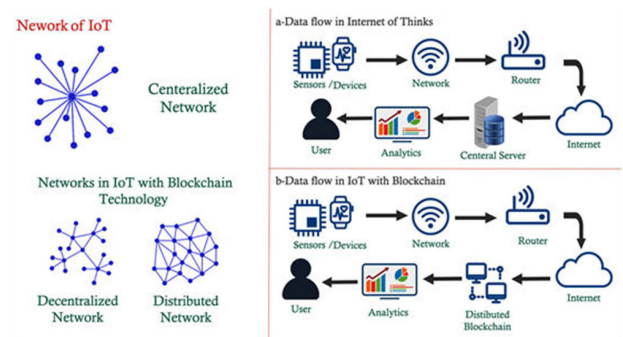 Nework of IoT
Centeralized
Network
Networks in IoT with Blockchain
Technology
Decentralized
Network
Distributed
Network
a-Data flow in Internet of Thinks
Sensors /Devices
Network
Router
User
Analytics
Centeral Server
Internet
b-Data flow in IoT with Blockchain
Sensors /Devices
Network
Router
User
Analytics
Distibuted
Blockchain
Internet